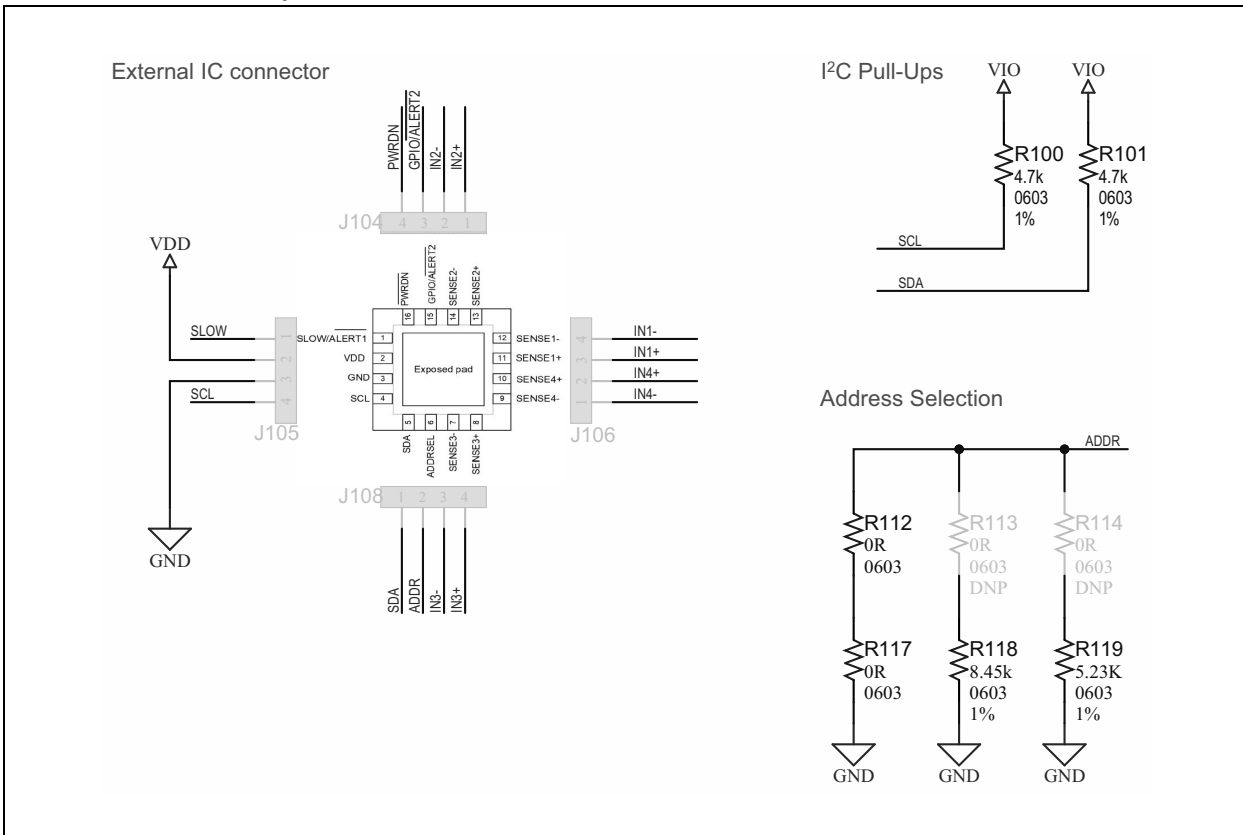 External IC connector
PWRDN
GPIO/ALERT2
IN2-
IN2+
J104
4 3 2 1
VDD
SLOW
SCL
1
2
3
4
J105
GND
PWRDN
GPIO/ALERT2
SENSE2-
SENSE2+
16 15 14 13
SLOW/ALERT1 1
VDD 2
GND 3
SCL 4
Exposed pad
12 SENSE1-
11 SENSE1+
10 SENSE4+
9 SENSE4-
5 6 7 8
SDA
ADDRSEL
SENSE3-
SENSE3+
4 IN1-
3 IN1+
2 IN4+
1 IN4-
J106
J108
1 2 3 4
SDA
ADDR
IN3-
IN3+
I²C Pull-Ups
VIO
VIO
R100
4.7k
0603
1%
R101
4.7k
0603
1%
SCL
SDA
Address Selection
ADDR
R112
0R
0603
R113
0R
0603
DNP
R114
0R
0603
DNP
R117
0R
0603
R118
8.45k
0603
1%
R119
5.23K
0603
1%
GND
GND
GND